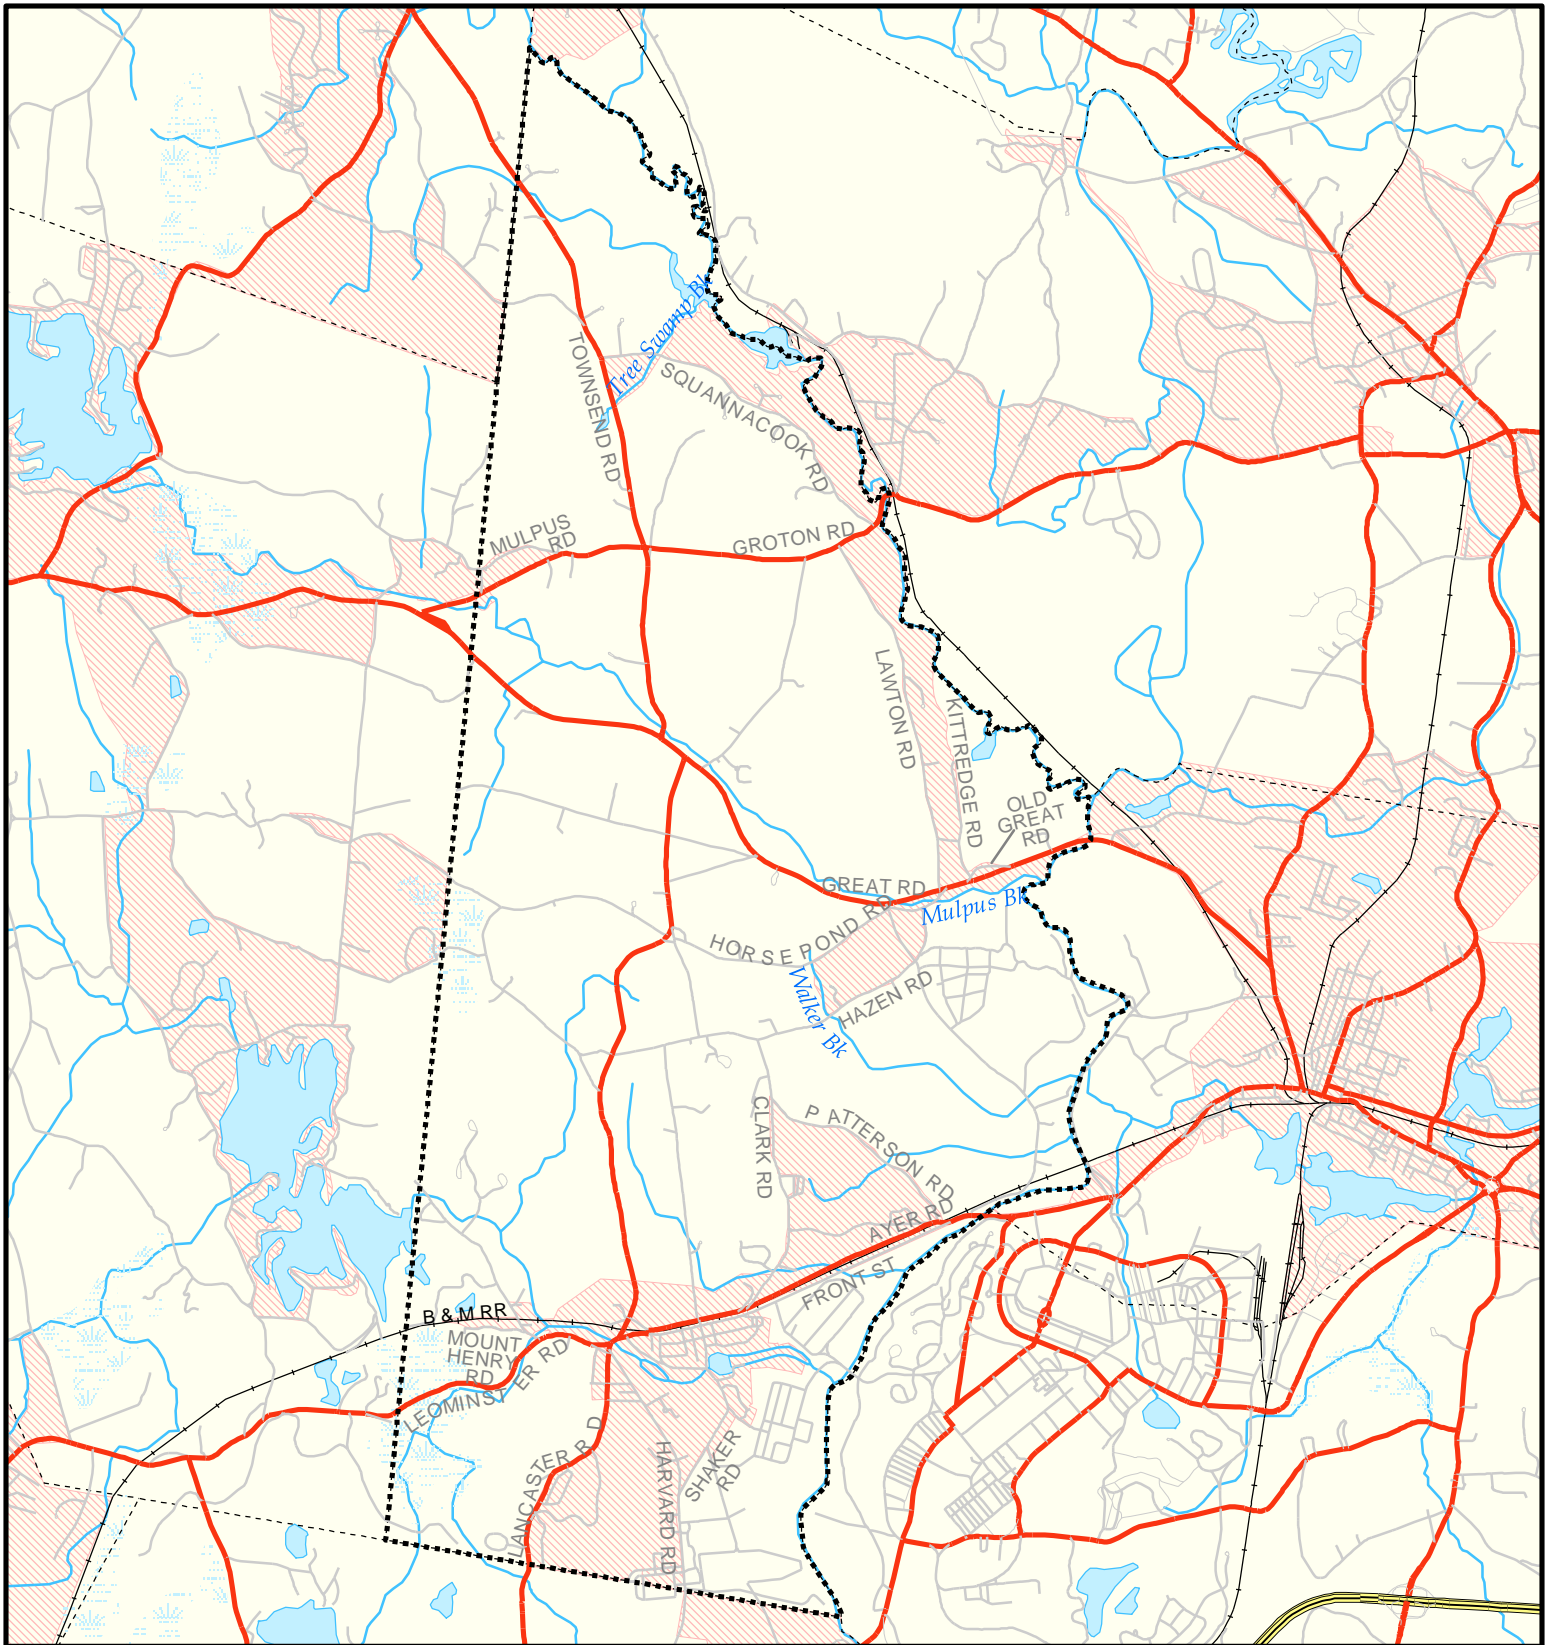 Tree Swamp Bk
TOWNSEND RD
SQUANNACOOK RD
MULPUS
RD
GROTON RD
LAWTON RD
KITTREDGE RD
OLD
GREAT
RD
GREAT RD
Mulpus Bk
HORSE POND RD
Walker Bk
HAZEN RD
CLARK RD
PATTERSON RD
AYER RD
FRONT ST
B & M RR
MOUNT
HENRY
RD
LEOMINSTER RD
LANCASTER RD
HARVARD RD
SHAKER
RD